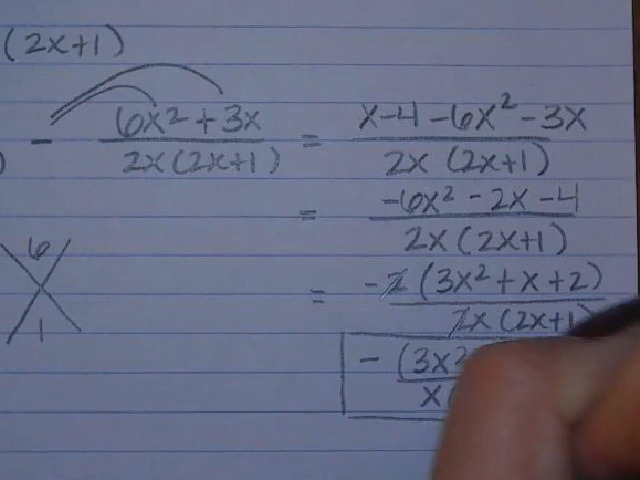 (2x+1)
) - 6x² + 3x / 2x(2x+1) = x-4-6x²-3x / 2x (2x+1)
= -6x² - 2x - 4 / 2x(2x+1)
6
= -2(3x²+x+2) / 2x(2x+1)
1
- (3x² / x(